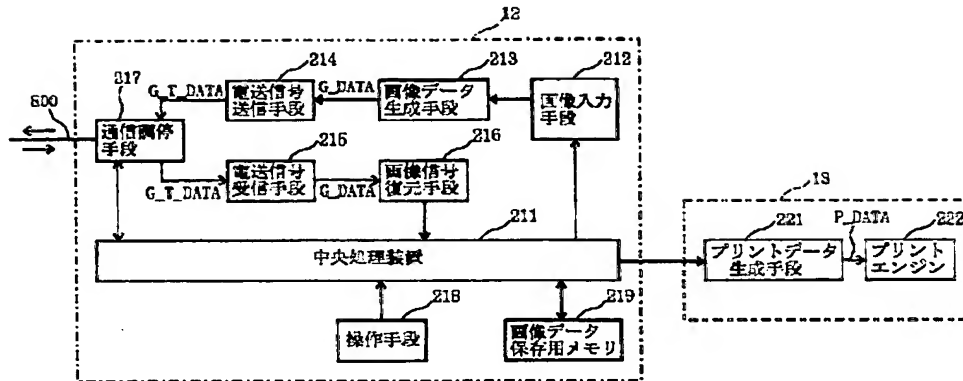 12
217
214
213
212
800
G_T_DATA
電送信号
送信手段
G_DATA
画像データ
生成手段
画像入力
手段
通信調停
手段
215
216
G_T_DATA
電送信号
受信手段
G_DATA
画像信号
復元手段
211
中央処理装置
13
221
P_DATA
222
プリントデータ
生成手段
プリント
エンジン
218
操作手段
219
画像データ
保存用メモリ